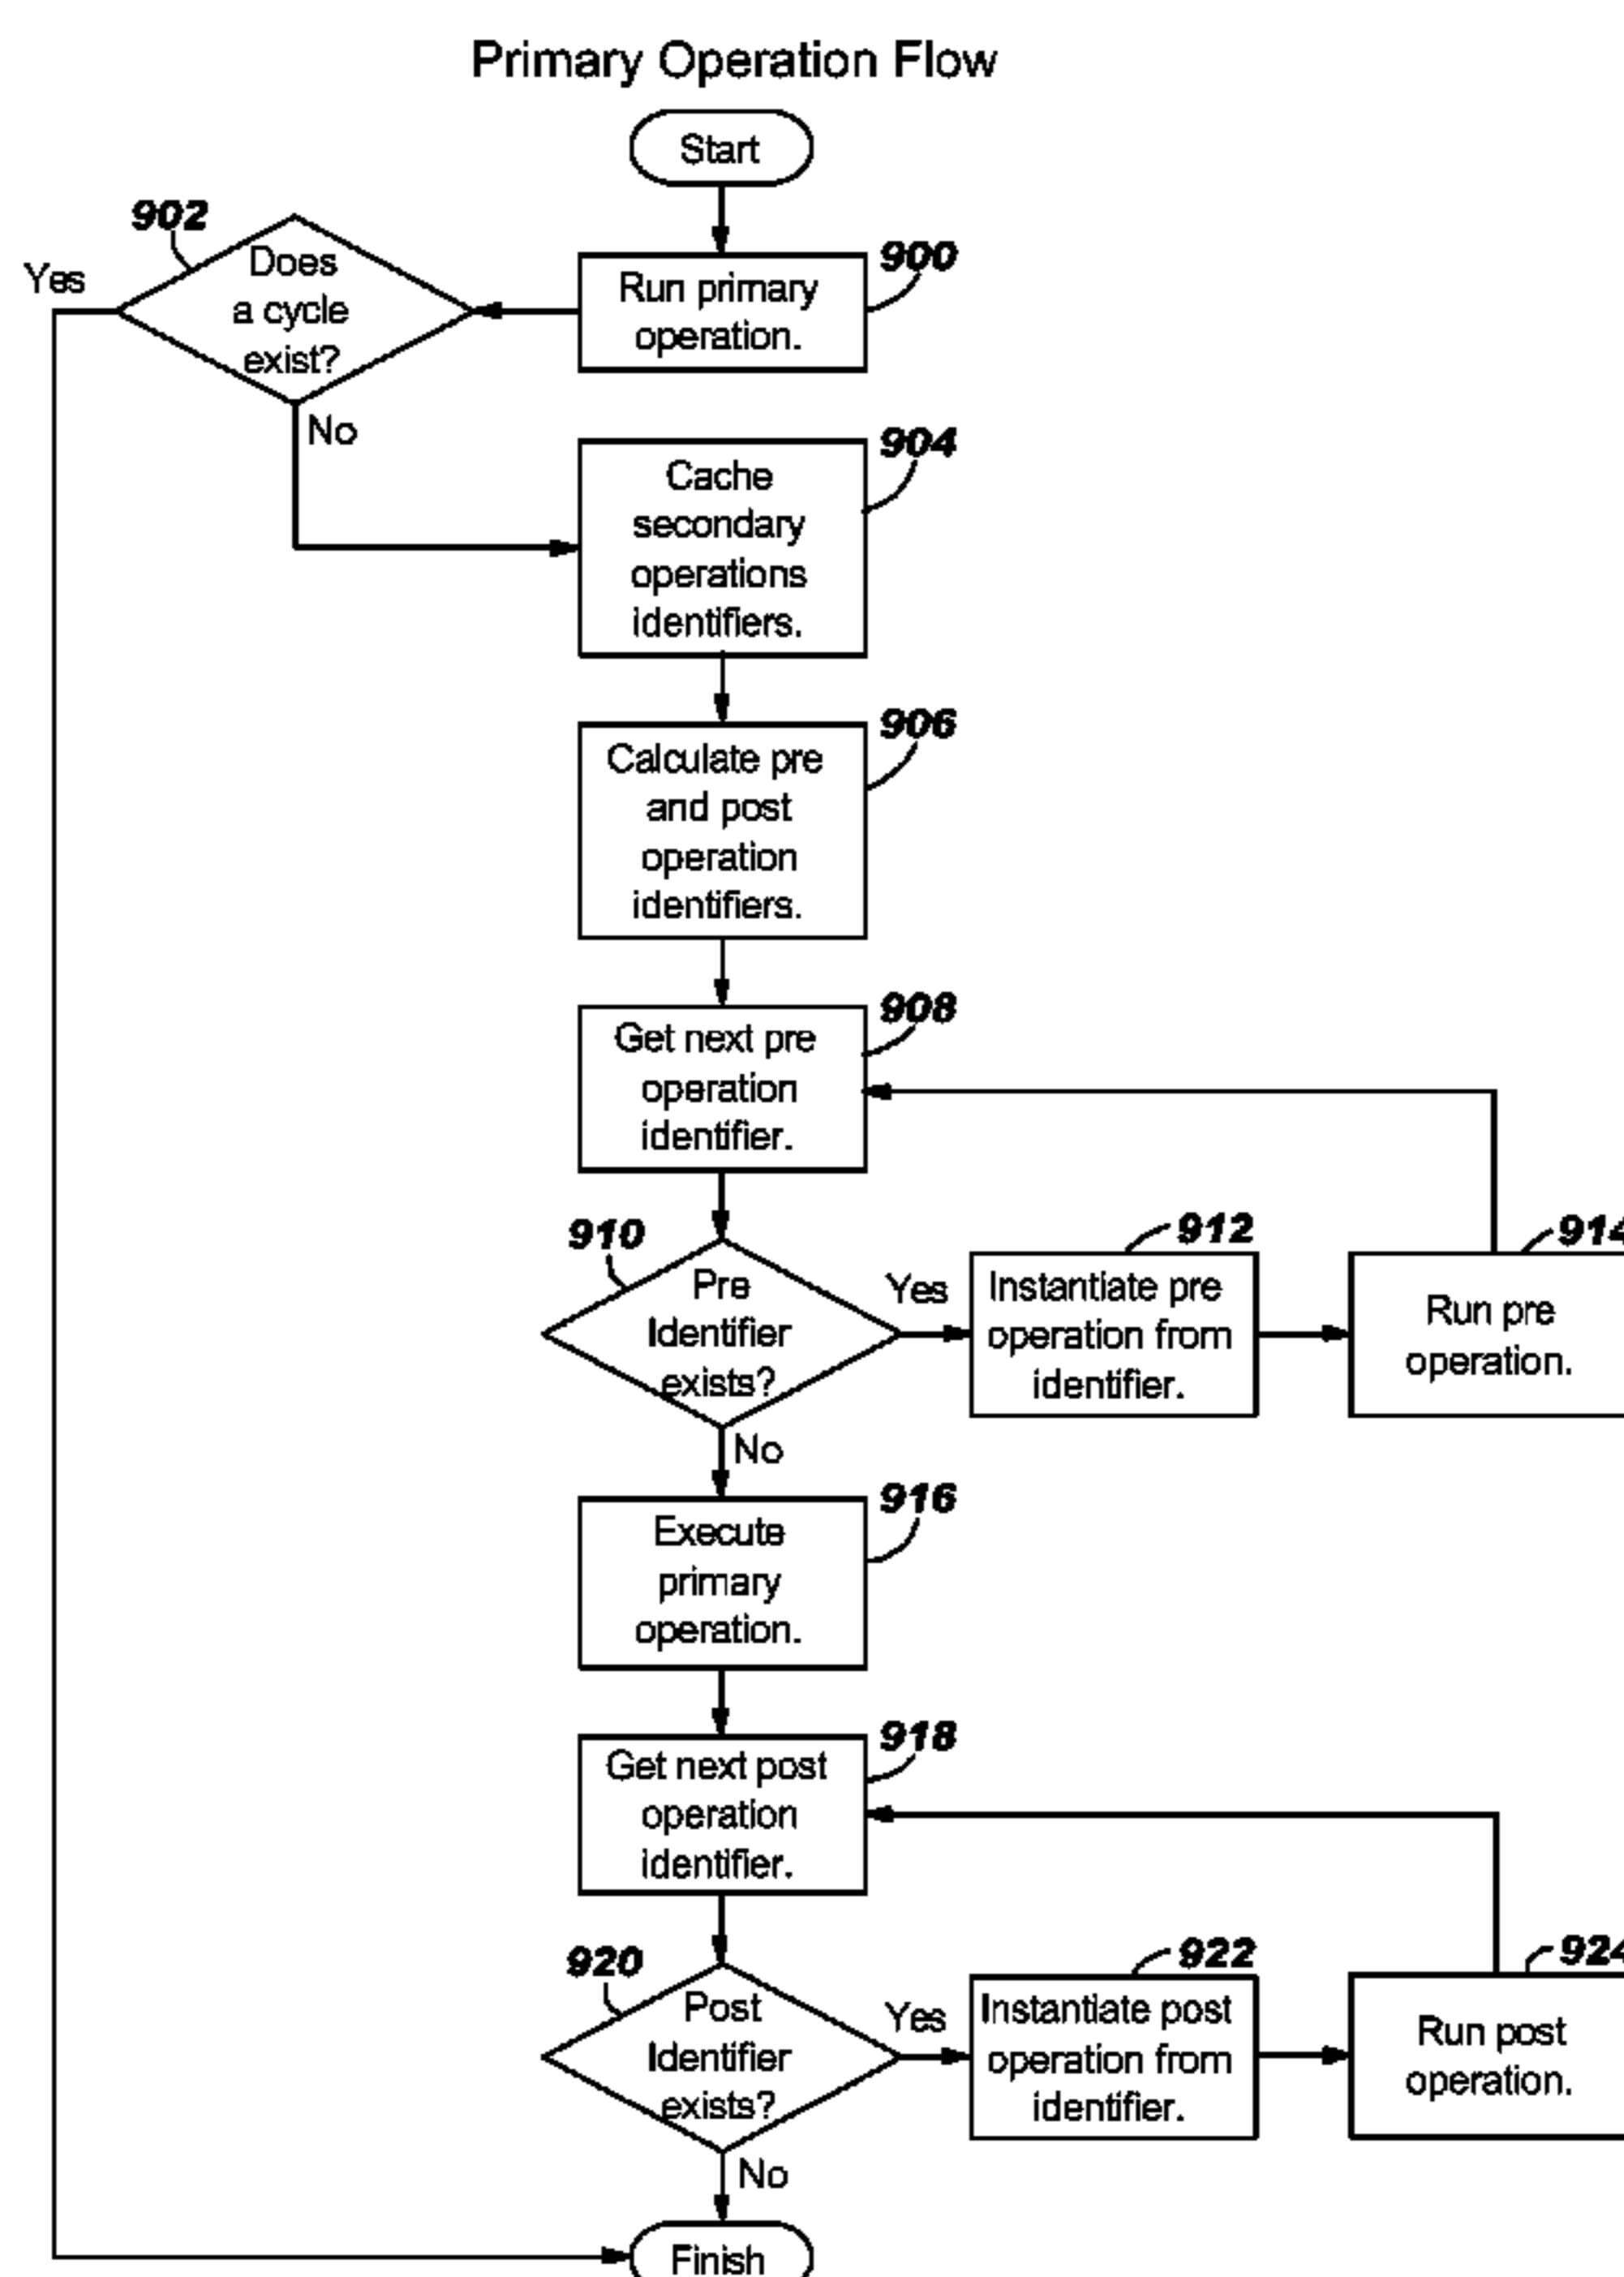 Primary Operation Flow
Start
902
Yes
Does
a cycle
exist?
No
900
Run primary
operation.
904
Cache
secondary
operations
identifiers.
906
Calculate pre
and post
operation
identifiers.
908
Get next pre
operation
identifier.
910
Pre
Identifier
exists?
Yes
No
912
Instantiate pre
operation from
identifier.
914
Run pre
operation.
916
Execute
primary
operation.
918
Get next post
operation
identifier.
920
Post
Identifier
exists?
Yes
No
922
Instantiate post
operation from
identifier.
924
Run post
operation.
Finish